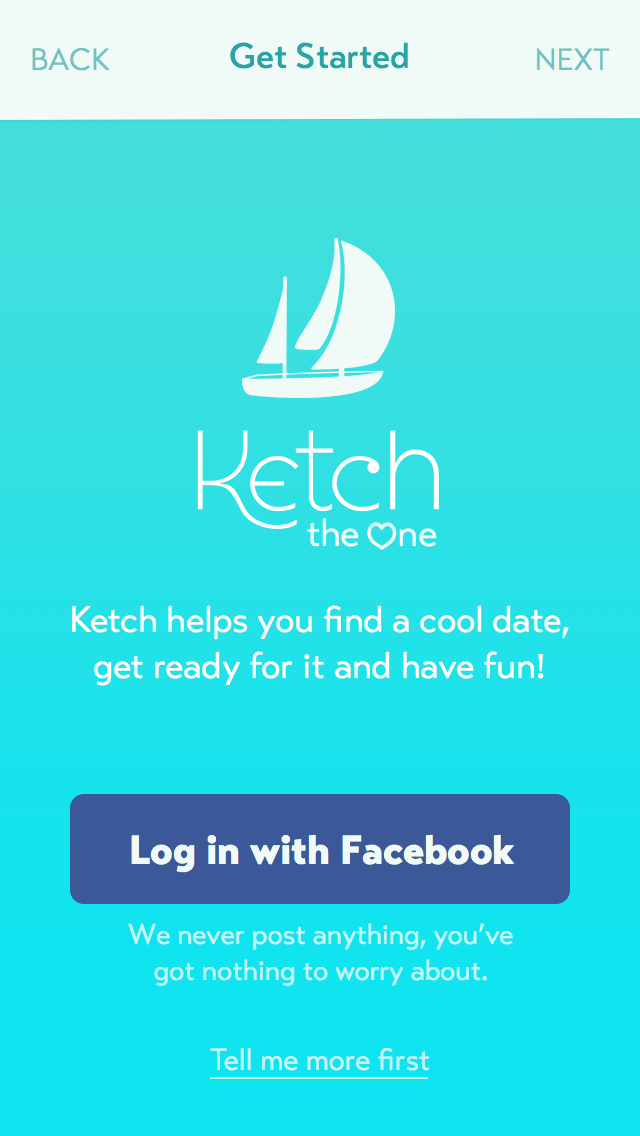 BACK
Get Started
NEXT
Ketch
the One
Ketch helps you find a cool date,
get ready for it and have fun!
Log in with Facebook
We never post anything, you've
got nothing to worry about.
Tell me more first